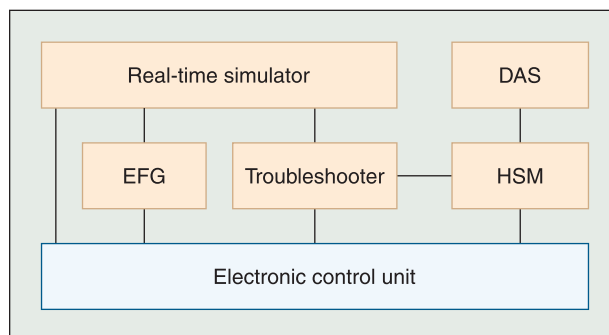 Real-time simulator
DAS
EFG
Troubleshooter
HSM
Electronic control unit